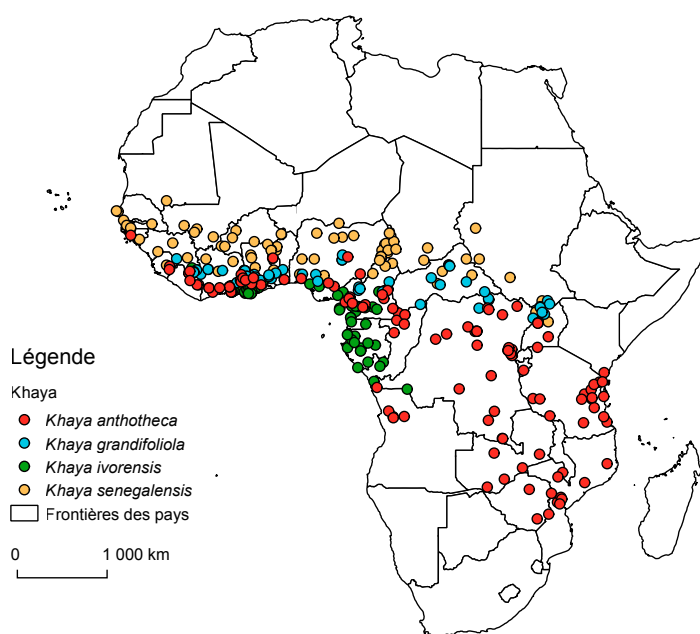 Légende
Khaya
Khaya anthotheca
Khaya grandifoliola
Khaya ivorensis
Khaya senegalensis
Frontières des pays
0 1 000 km